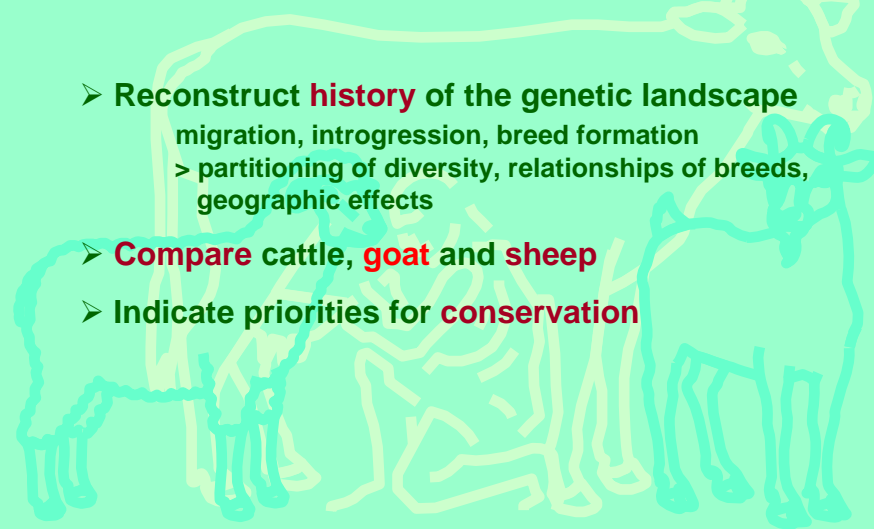 ➢ Reconstruct history of the genetic landscape
migration, introgression, breed formation
> partitioning of diversity, relationships of breeds,
geographic effects
➢ Compare cattle, goat and sheep
➢ Indicate priorities for conservation